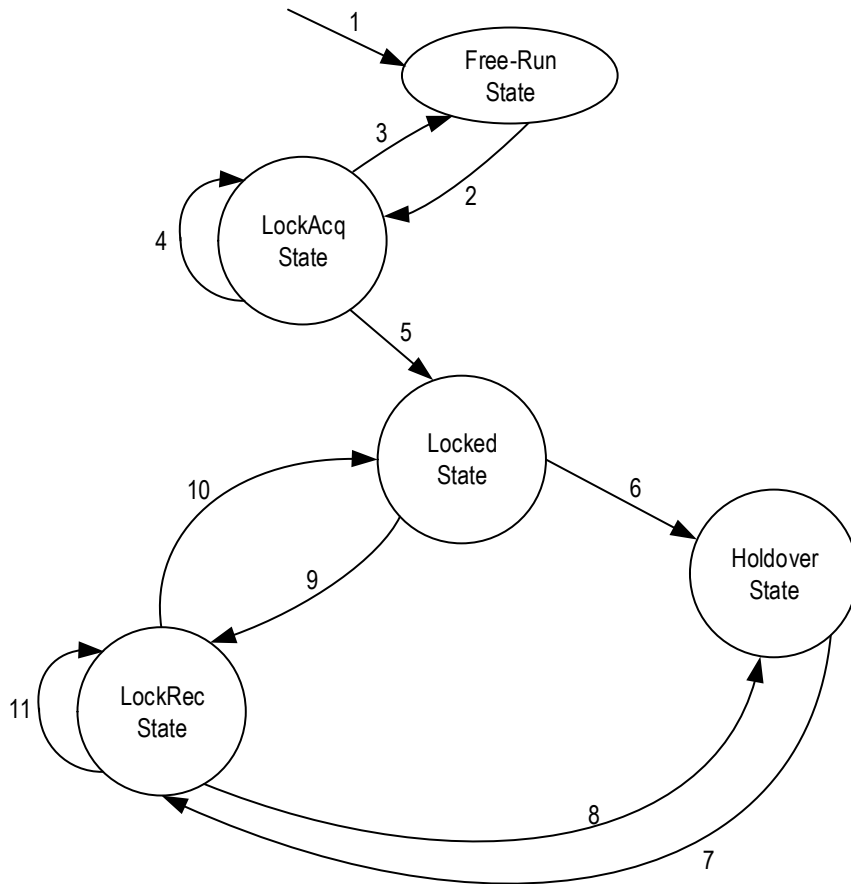 1
Free-Run
State
3
2
LockAcq
State
4
5
Locked
State
10
6
Holdover
State
9
LockRec
State
11
8
7